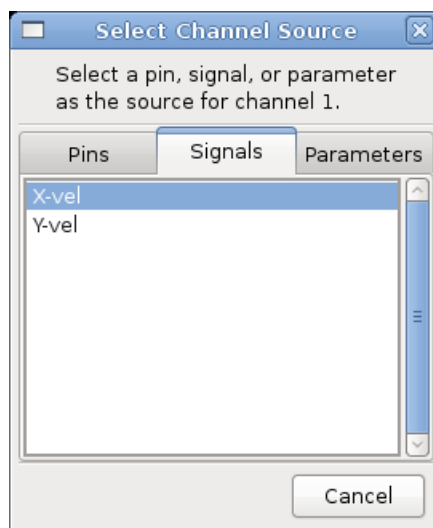 Select Channel Source
Select a pin, signal, or parameter
as the source for channel 1.
Pins Signals Parameters
X-vel
Y-vel
Cancel